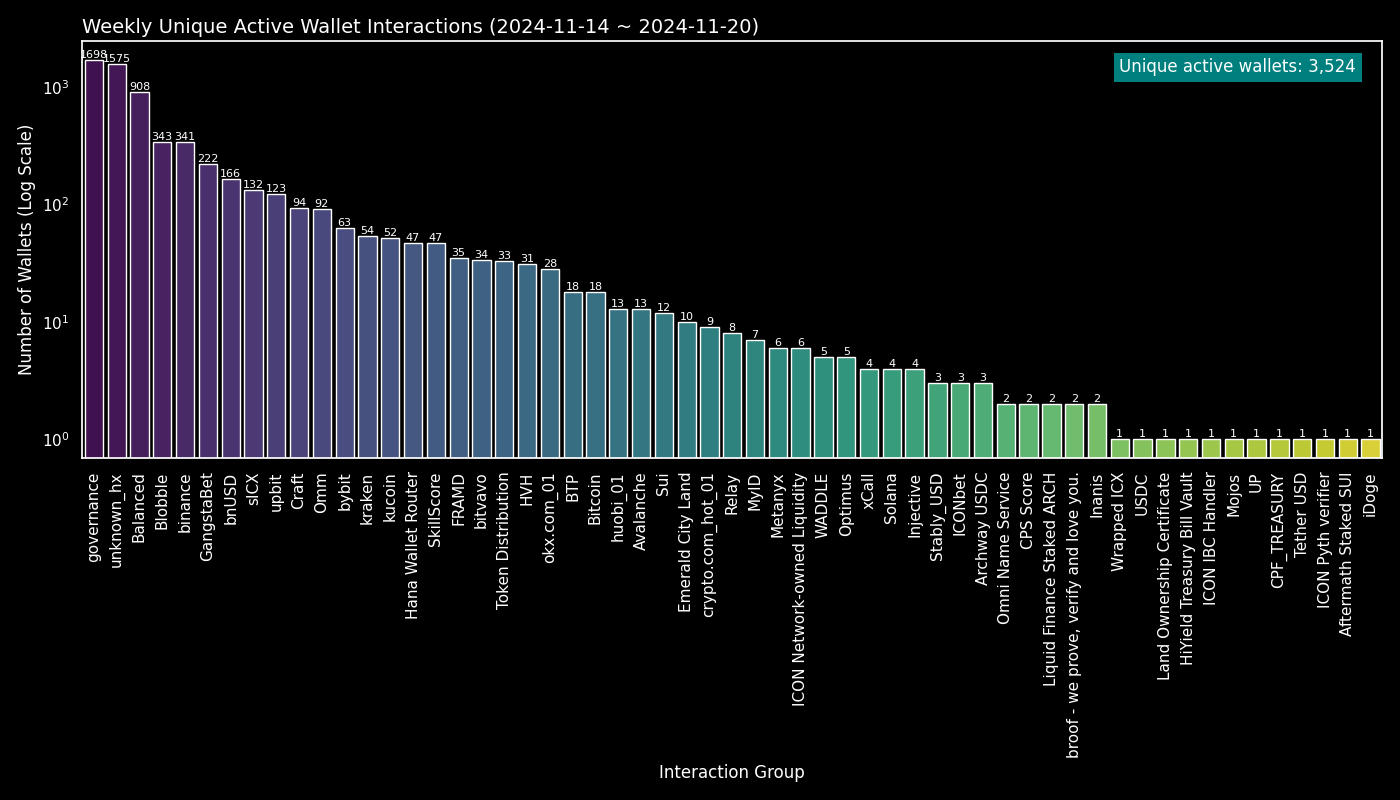 Weekly Unique Active Wallet Interactions (2024-11-14 ~ 2024-11-20)
Unique active wallets: 3,524
Number of Wallets (Log Scale)
10³
10²
10¹
10⁰
1698
1575
908
343
341
222
166
132
123
94
92
63
54
52
47
47
35
34
33
31
28
18
18
13
13
12
10
9
8
7
6
6
5
5
4
4
4
3
3
3
2
2
2
2
2
1
1
1
1
1
1
1
1
1
1
1
1
governance
unknown_hx
Balanced
Blobble
binance
GangstaBet
bnUSD
sICX
upbit
Craft
Omm
bybit
kraken
kucoin
Hana Wallet Router
SkillScore
FRAMD
bitvavo
Token Distribution
HVH
okx.com_01
BTP
Bitcoin
huobi_01
Avalanche
Sui
Emerald City Land
crypto.com_hot_01
Relay
MyID
Metanyx
ICON Network-owned Liquidity
WADDLE
Optimus
xCall
Solana
Injective
Stably_USD
ICONbet
Archway USDC
Omni Name Service
CPS Score
Liquid Finance Staked ARCH
broof - we prove, verify and love you.
Inanis
Wrapped ICX
USDC
Land Ownership Certificate
HiYield Treasury Bill Vault
ICON IBC Handler
Mojos
UP
CPF_TREASURY
Tether USD
ICON Pyth verifier
Aftermath Staked SUI
iDoge
Interaction Group